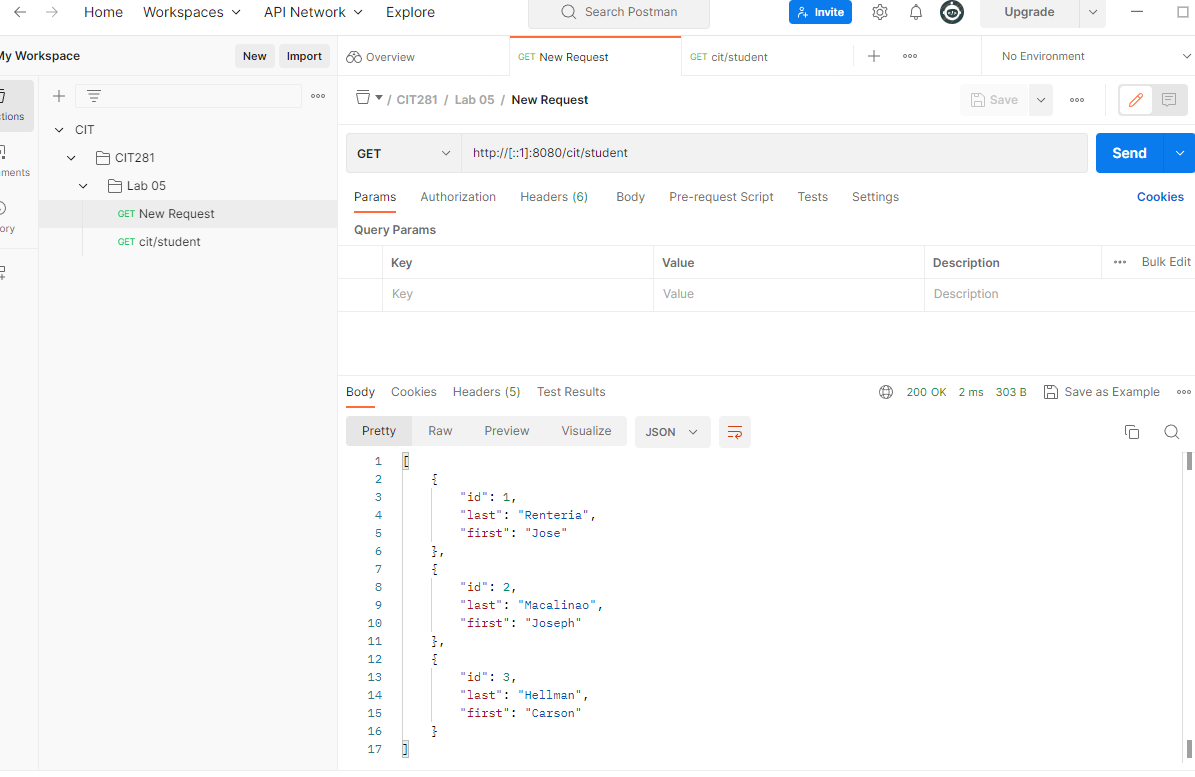 Home Workspaces API Network Explore Search Postman Invite Upgrade
My Workspace New Import Overview GET New Request GET cit/student No Environment
CIT281 / Lab 05 / New Request Save
CIT
CIT281
Lab 05
GET New Request
GET cit/student
GET http://[::1]:8080/cit/student Send
Params Authorization Headers (6) Body Pre-request Script Tests Settings Cookies
Query Params
Key Value Description Bulk Edit
Key Value Description
Body Cookies Headers (5) Test Results 200 OK 2 ms 303 B Save as Example
Pretty Raw Preview Visualize JSON
1 [
2 {
3 "id": 1,
4 "last": "Renteria",
5 "first": "Jose"
6 },
7 {
8 "id": 2,
9 "last": "Macalinao",
10 "first": "Joseph"
11 },
12 {
13 "id": 3,
14 "last": "Hellman",
15 "first": "Carson"
16 }
17 ]